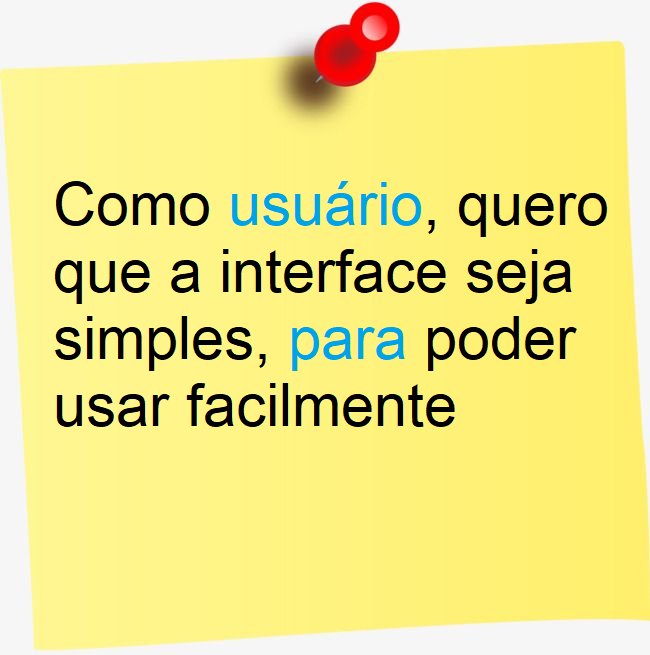 Como usuário, quero
que a interface seja
simples, para poder
usar facilmente